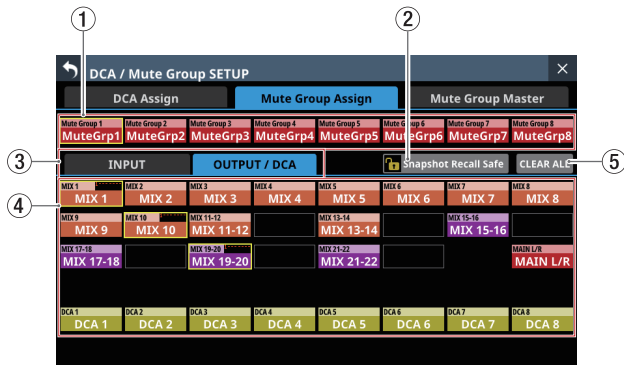 ① ②
DCA / Mute Group SETUP ×
DCA Assign Mute Group Assign Mute Group Master
Mute Group 1 Mute Group 2 Mute Group 3 Mute Group 4 Mute Group 5 Mute Group 6 Mute Group 7 Mute Group 8
MuteGrp1 MuteGrp2 MuteGrp3 MuteGrp4 MuteGrp5 MuteGrp6 MuteGrp7 MuteGrp8
③ INPUT OUTPUT / DCA Snapshot Recall Safe CLEAR ALL ⑤
④
MIX 1 MIX 2 MIX 3 MIX 4 MIX 5 MIX 6 MIX 7 MIX 8
MIX 1 MIX 2 MIX 3 MIX 4 MIX 5 MIX 6 MIX 7 MIX 8
MIX 9 MIX 10 MIX 11-12 MIX 13-14 MIX 15-16
MIX 9 MIX 10 MIX 11-12 MIX 13-14 MIX 15-16
MIX 17-18 MIX 19-20 MIX 21-22 MAIN L/R
MIX 17-18 MIX 19-20 MIX 21-22 MAIN L/R
DCA 1 DCA 2 DCA 3 DCA 4 DCA 5 DCA 6 DCA 7 DCA 8
DCA 1 DCA 2 DCA 3 DCA 4 DCA 5 DCA 6 DCA 7 DCA 8